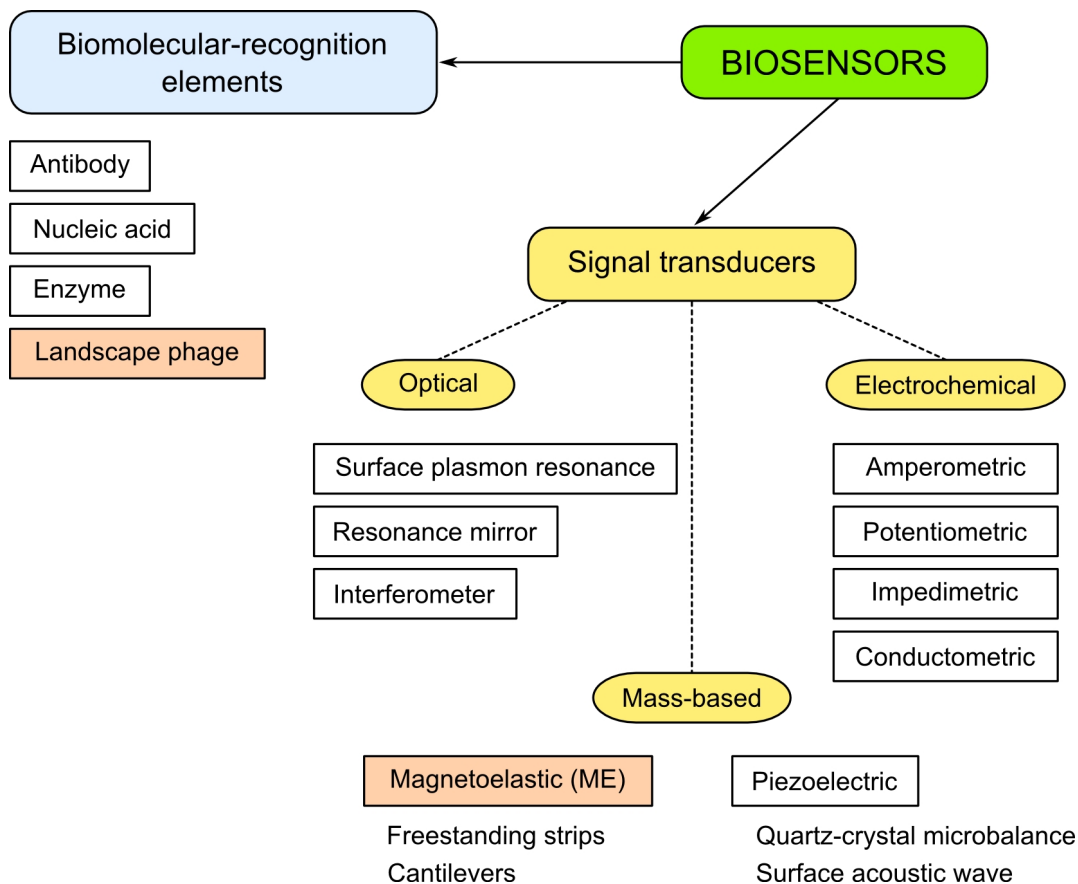 Biomolecular-recognition
elements
BIOSENSORS
Antibody
Nucleic acid
Enzyme
Landscape phage
Signal transducers
Optical
Electrochemical
Surface plasmon resonance
Resonance mirror
Interferometer
Amperometric
Potentiometric
Impedimetric
Conductometric
Mass-based
Magnetoelastic (ME)
Freestanding strips
Cantilevers
Piezoelectric
Quartz-crystal microbalance
Surface acoustic wave